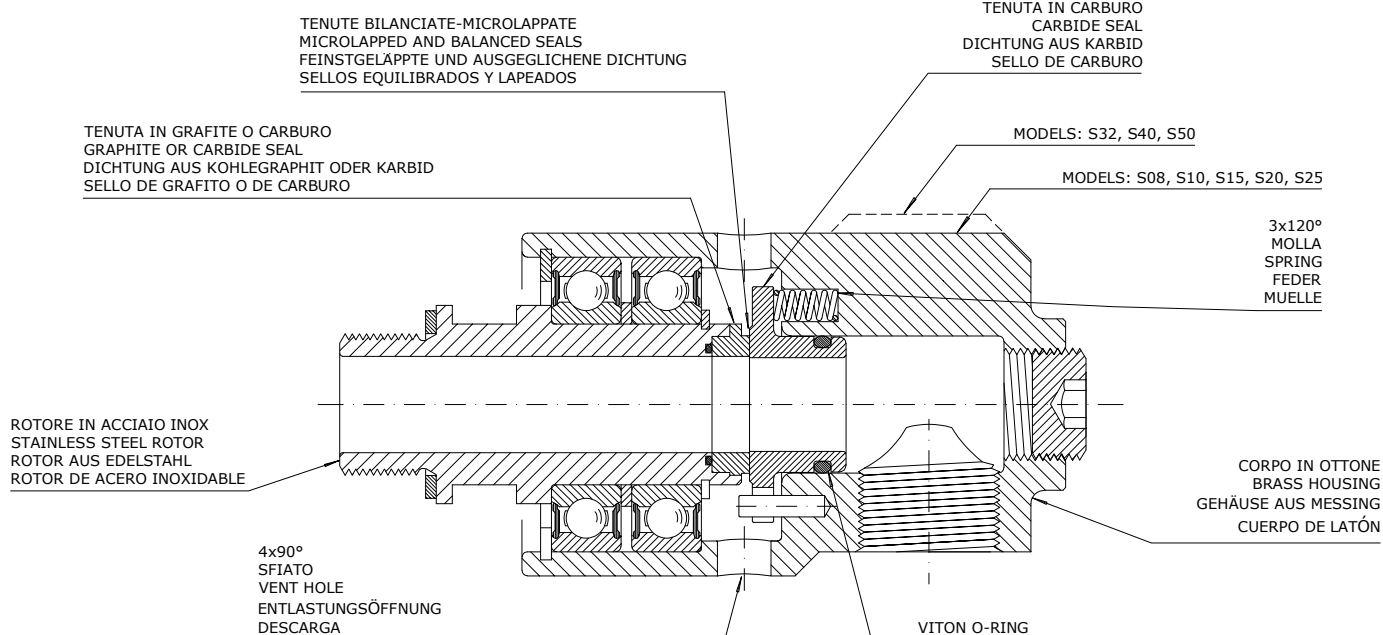 TENUTE BILANCIATE-MICROLAPPATE
MICROLAPPED AND BALANCED SEALS
FEINSTGELÄPPTE UND AUSGEGLICHENE DICHTUNG
SELLOS EQUILIBRADOS Y LAPEADOS
TENUTA IN CARBURO
CARBIDE SEAL
DICHTUNG AUS KARBID
SELLO DE CARBURO
TENUTA IN GRAFITE O CARBURO
GRAPHITE OR CARBIDE SEAL
DICHTUNG AUS KOHLEGRAPHIT ODER KARBID
SELLO DE GRAFITO O DE CARBURO
MODELS: S32, S40, S50
MODELS: S08, S10, S15, S20, S25
3x120°
MOLLA
SPRING
FEDER
MUELLE
ROTORE IN ACCIAIO INOX
STAINLESS STEEL ROTOR
ROTOR AUS EDELSTAHL
ROTOR DE ACERO INOXIDABLE
CORPO IN OTTONE
BRASS HOUSING
GEHÄUSE AUS MESSING
CUERPO DE LATÓN
4x90°
SFIATO
VENT HOLE
ENTLASTUNGSÖFFNUNG
DESCARGA
VITON O-RING